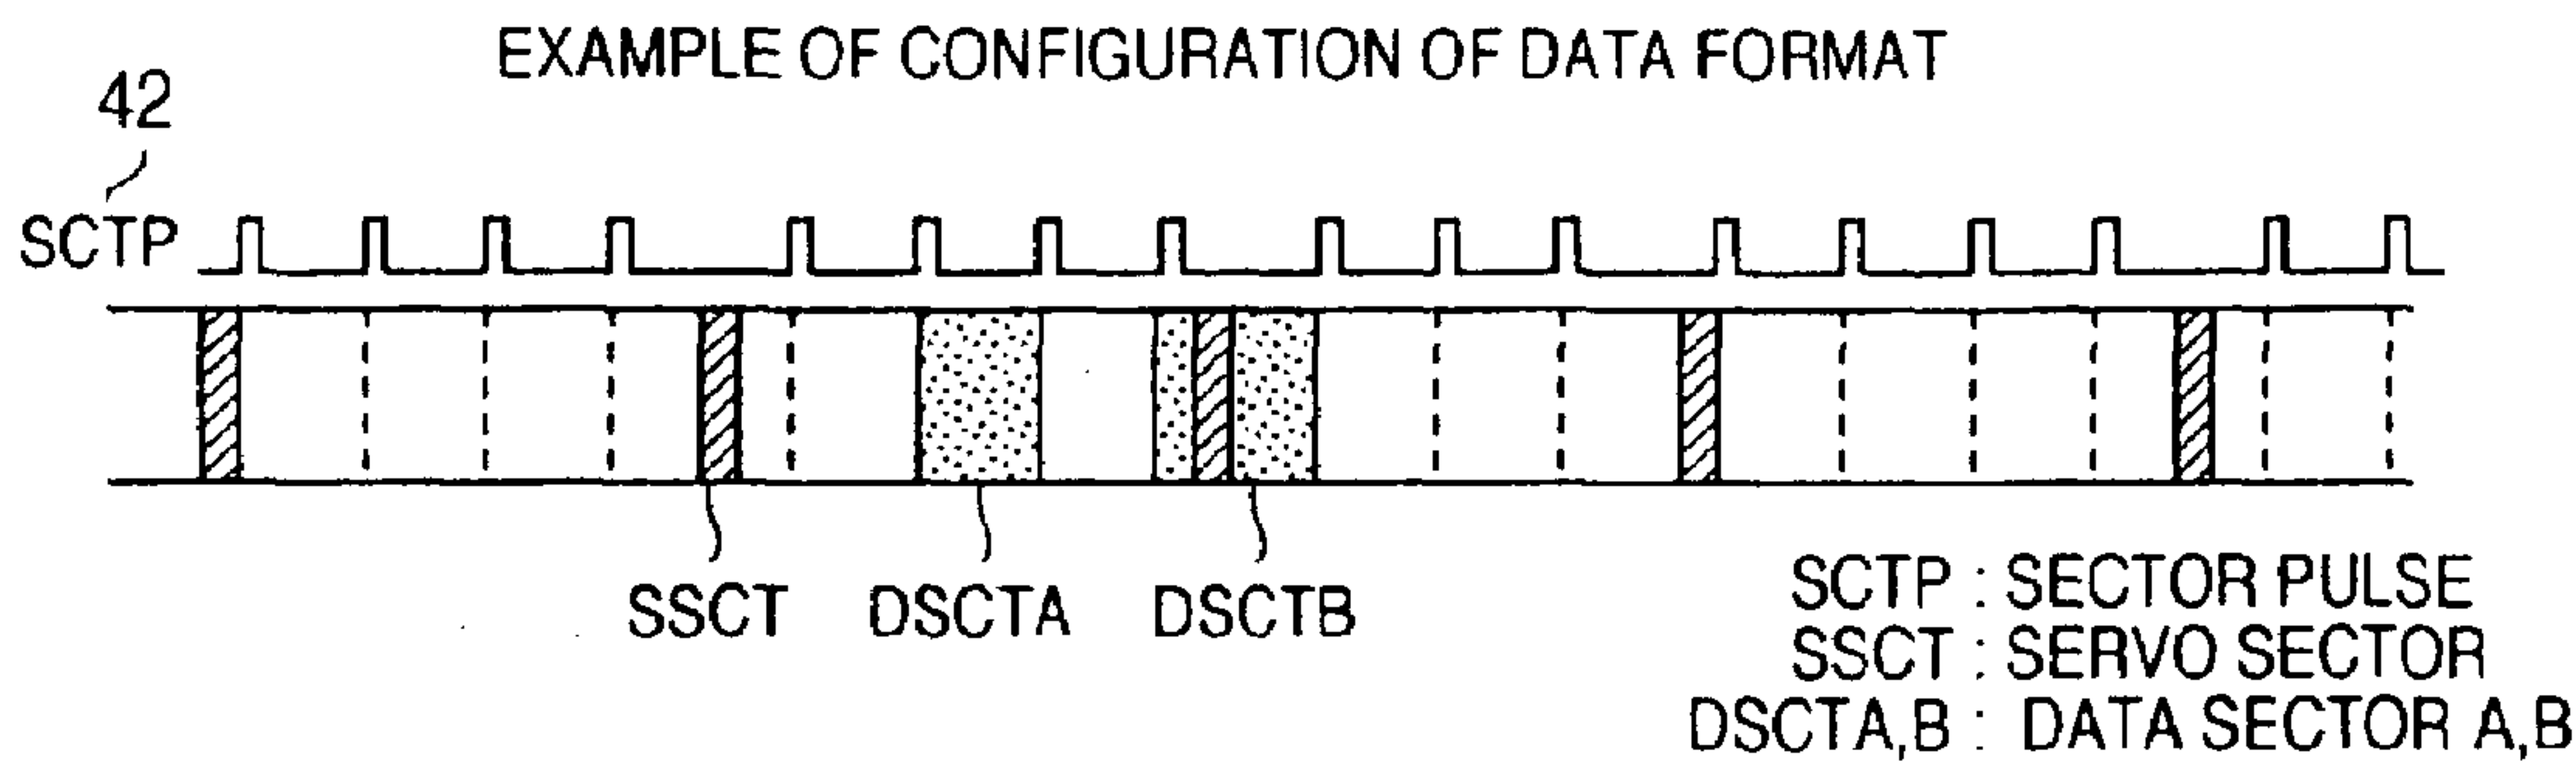 EXAMPLE OF CONFIGURATION OF DATA FORMAT
42
SCTP
SSCT
DSCTA
DSCTB
SCTP : SECTOR PULSE
SSCT : SERVO SECTOR
DSCTA,B : DATA SECTOR A,B